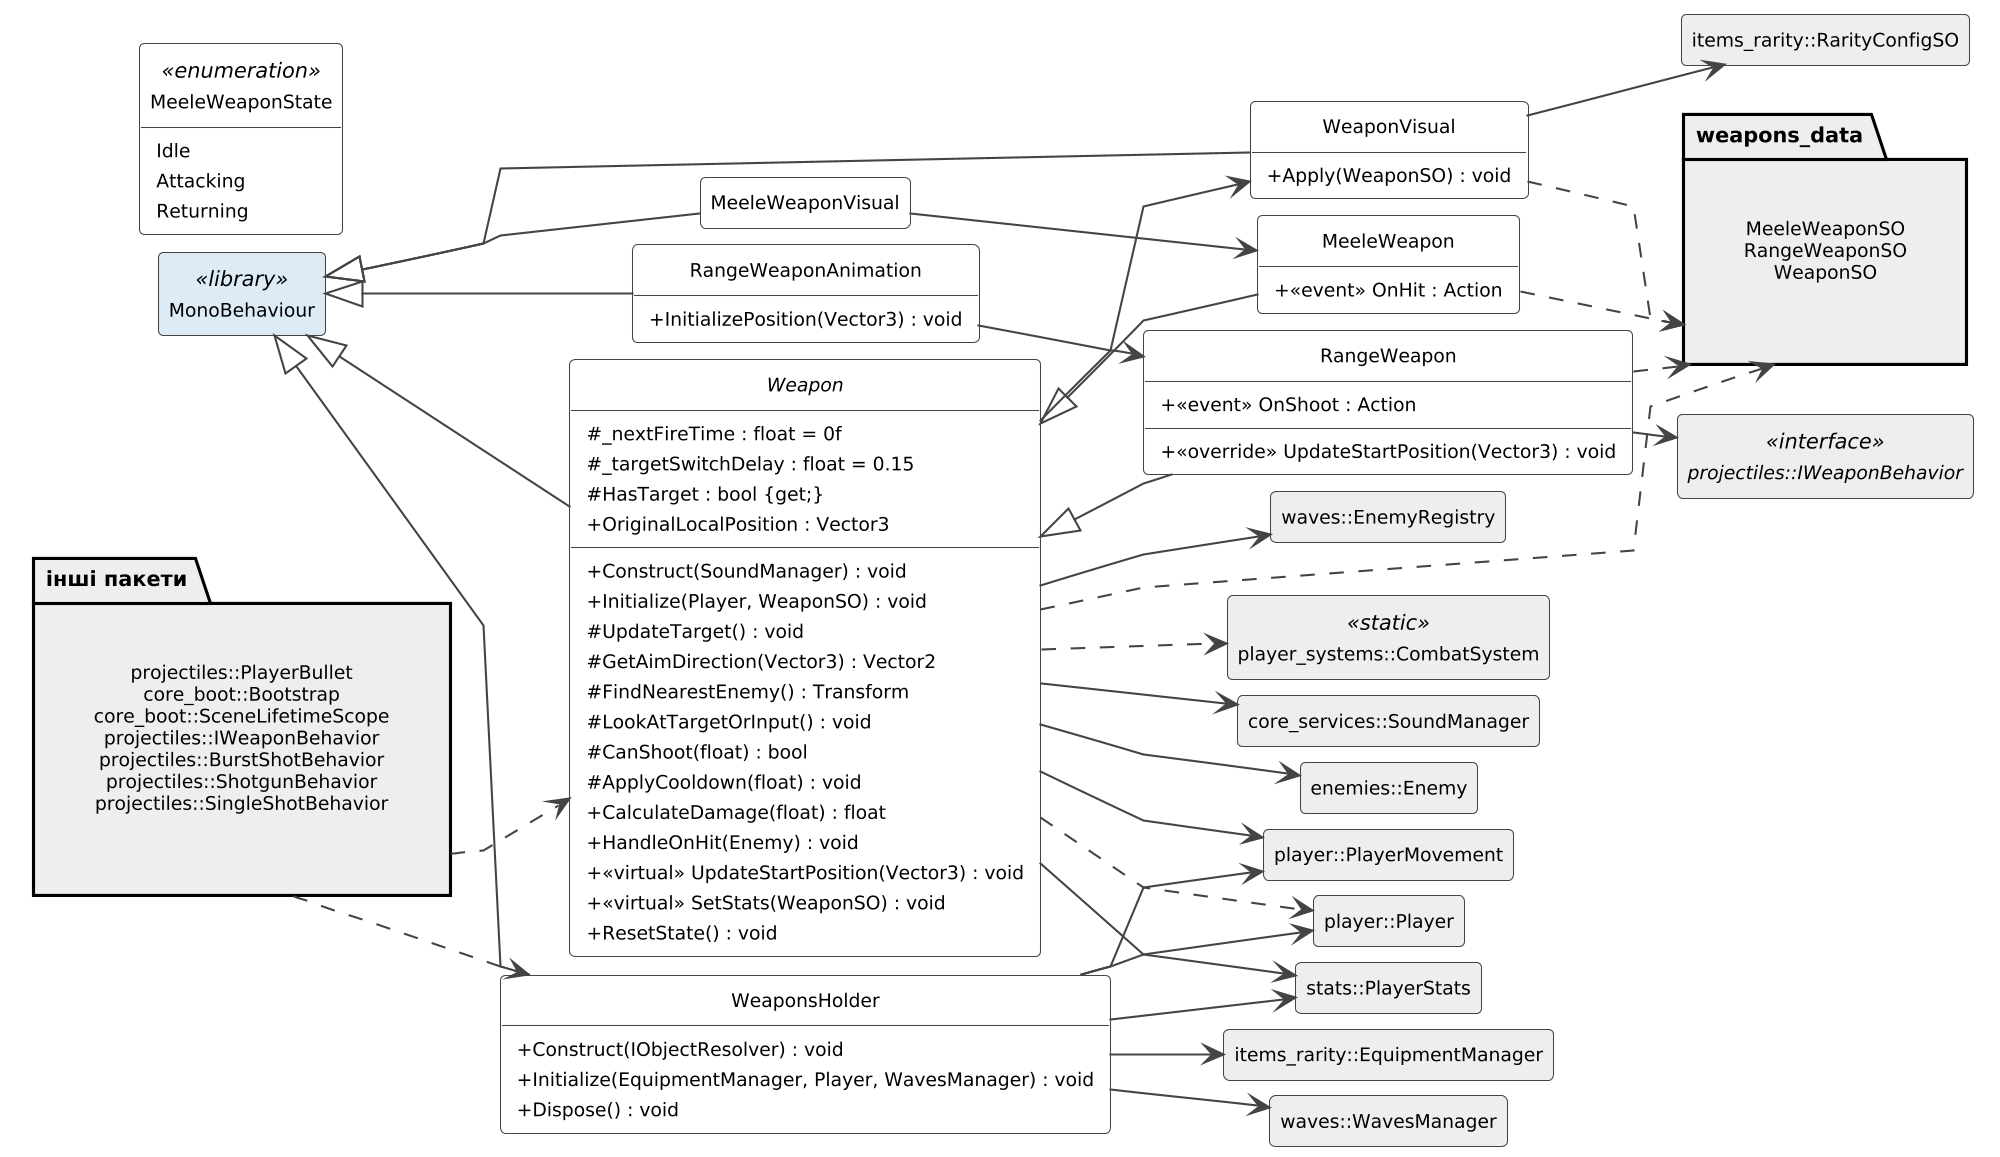 «enumeration»
MeeleWeaponState
Idle
Attacking
Returning
«library»
MonoBehaviour
інші пакети
projectiles::PlayerBullet
core_boot::Bootstrap
core_boot::SceneLifetimeScope
projectiles::IWeaponBehavior
projectiles::BurstShotBehavior
projectiles::ShotgunBehavior
projectiles::SingleShotBehavior
MeeleWeaponVisual
RangeWeaponAnimation
+InitializePosition(Vector3) : void
Weapon
#_nextFireTime : float = 0f
#_targetSwitchDelay : float = 0.15
#HasTarget : bool {get;}
+OriginalLocalPosition : Vector3
+Construct(SoundManager) : void
+Initialize(Player, WeaponSO) : void
#UpdateTarget() : void
#GetAimDirection(Vector3) : Vector2
#FindNearestEnemy() : Transform
#LookAtTargetOrInput() : void
#CanShoot(float) : bool
#ApplyCooldown(float) : void
+CalculateDamage(float) : float
+HandleOnHit(Enemy) : void
+«virtual» UpdateStartPosition(Vector3) : void
+«virtual» SetStats(WeaponSO) : void
+ResetState() : void
WeaponsHolder
+Construct(IObjectResolver) : void
+Initialize(EquipmentManager, Player, WavesManager) : void
+Dispose() : void
WeaponVisual
+Apply(WeaponSO) : void
MeeleWeapon
+«event» OnHit : Action
RangeWeapon
+«event» OnShoot : Action
+«override» UpdateStartPosition(Vector3) : void
waves::EnemyRegistry
«static»
player_systems::CombatSystem
core_services::SoundManager
enemies::Enemy
player::PlayerMovement
player::Player
stats::PlayerStats
items_rarity::EquipmentManager
waves::WavesManager
items_rarity::RarityConfigSO
weapons_data
MeeleWeaponSO
RangeWeaponSO
WeaponSO
«interface»
projectiles::IWeaponBehavior